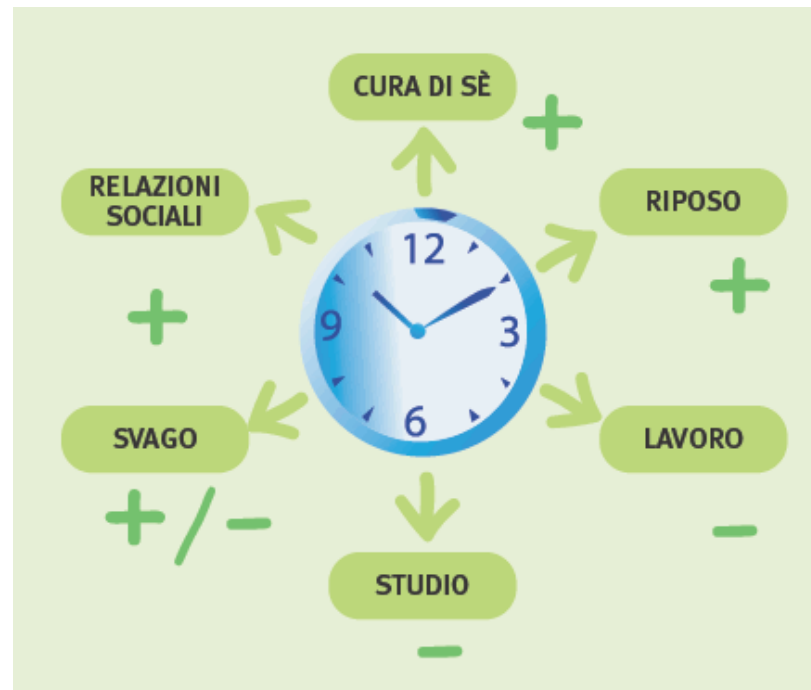 CURA DI SÈ
+
RELAZIONI
SOCIALI
+
RIPOSO
+
12
9
3
6
SVAGO
+/-
LAVORO
-
STUDIO
-